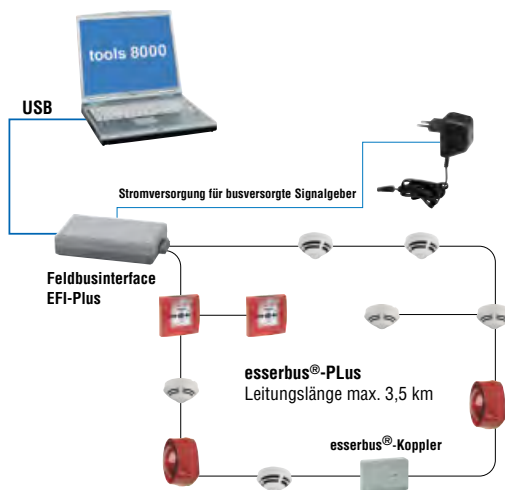 tools 8000
USB
Stromversorgung für busversorgte Signalgeber
Feldbusinterface
EFI-Plus
esserbus®-PLus
Leitungslänge max. 3,5 km
esserbus®-Koppler